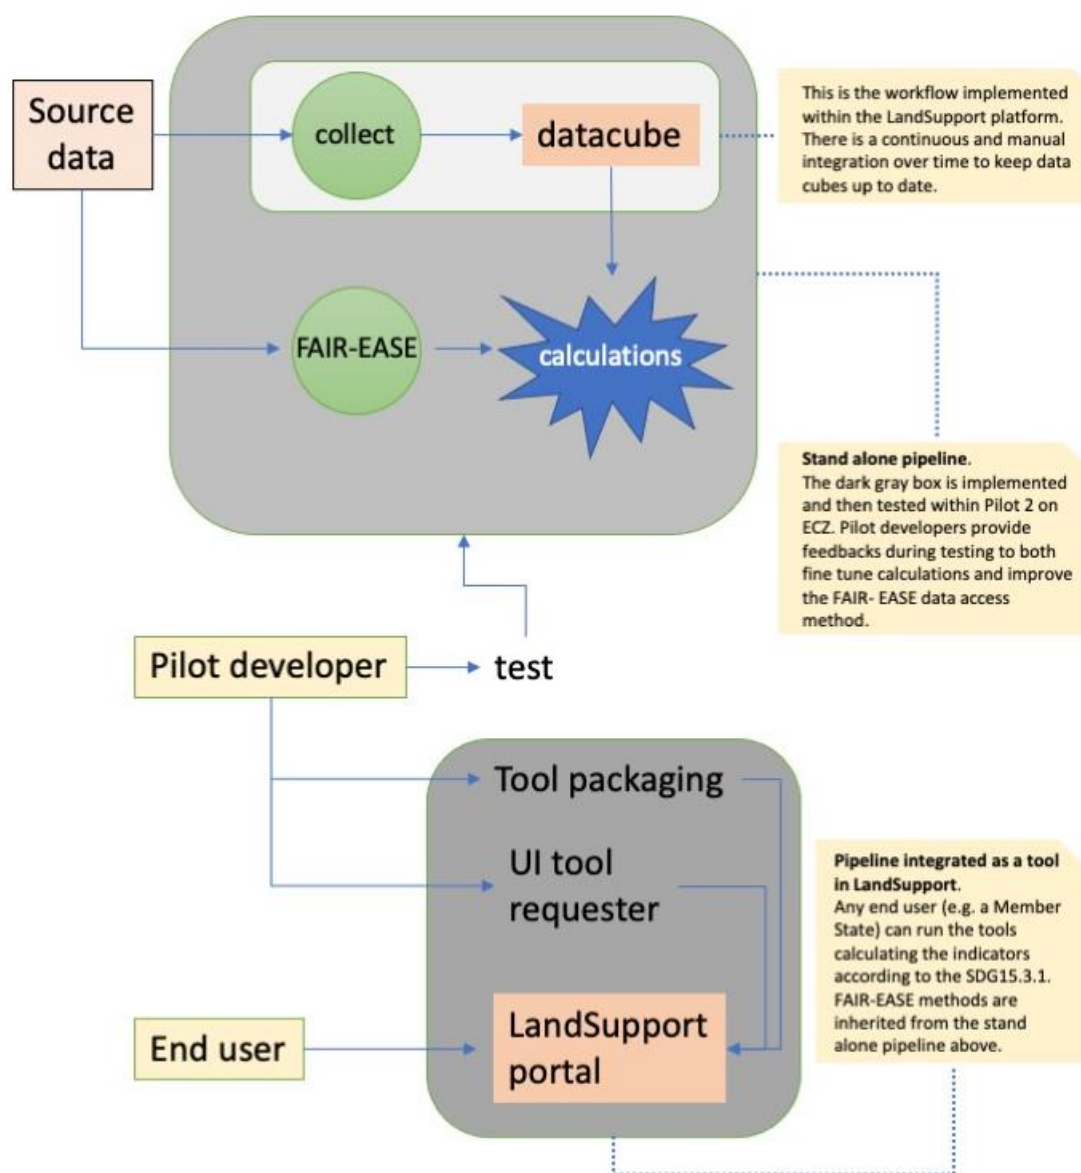 Source
data
collect
datacube
This is the workflow implemented
within the LandSupport platform.
There is a continuous and manual
integration over time to keep data
cubes up to date.
FAIR-EASE
calculations
Stand alone pipeline.
The dark gray box is implemented
and then tested within Pilot 2 on
ECZ. Pilot developers provide
feedbacks during testing to both
fine tune calculations and improve
the FAIR- EASE data access
method.
Pilot developer
test
Tool packaging
UI tool
requester
Pipeline integrated as a tool
in LandSupport.
Any end user (e.g. a Member
State) can run the tools
calculating the indicators
according to the SDG15.3.1.
FAIR-EASE methods are
inherited from the stand
alone pipeline above.
End user
LandSupport
portal